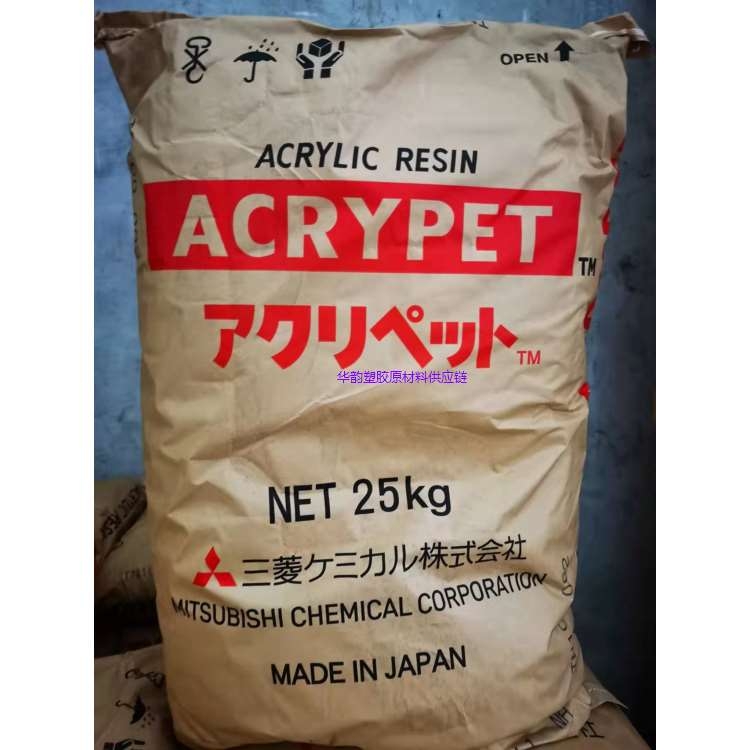 OPEN
ACRYLIC RESIN
ACRYPET TM
アクリペット TM
华韵塑胶原材料供应链
NET 25kg
三菱ケミカル株式会社
MITSUBISHI CHEMICAL CORPORATION
MADE IN JAPAN